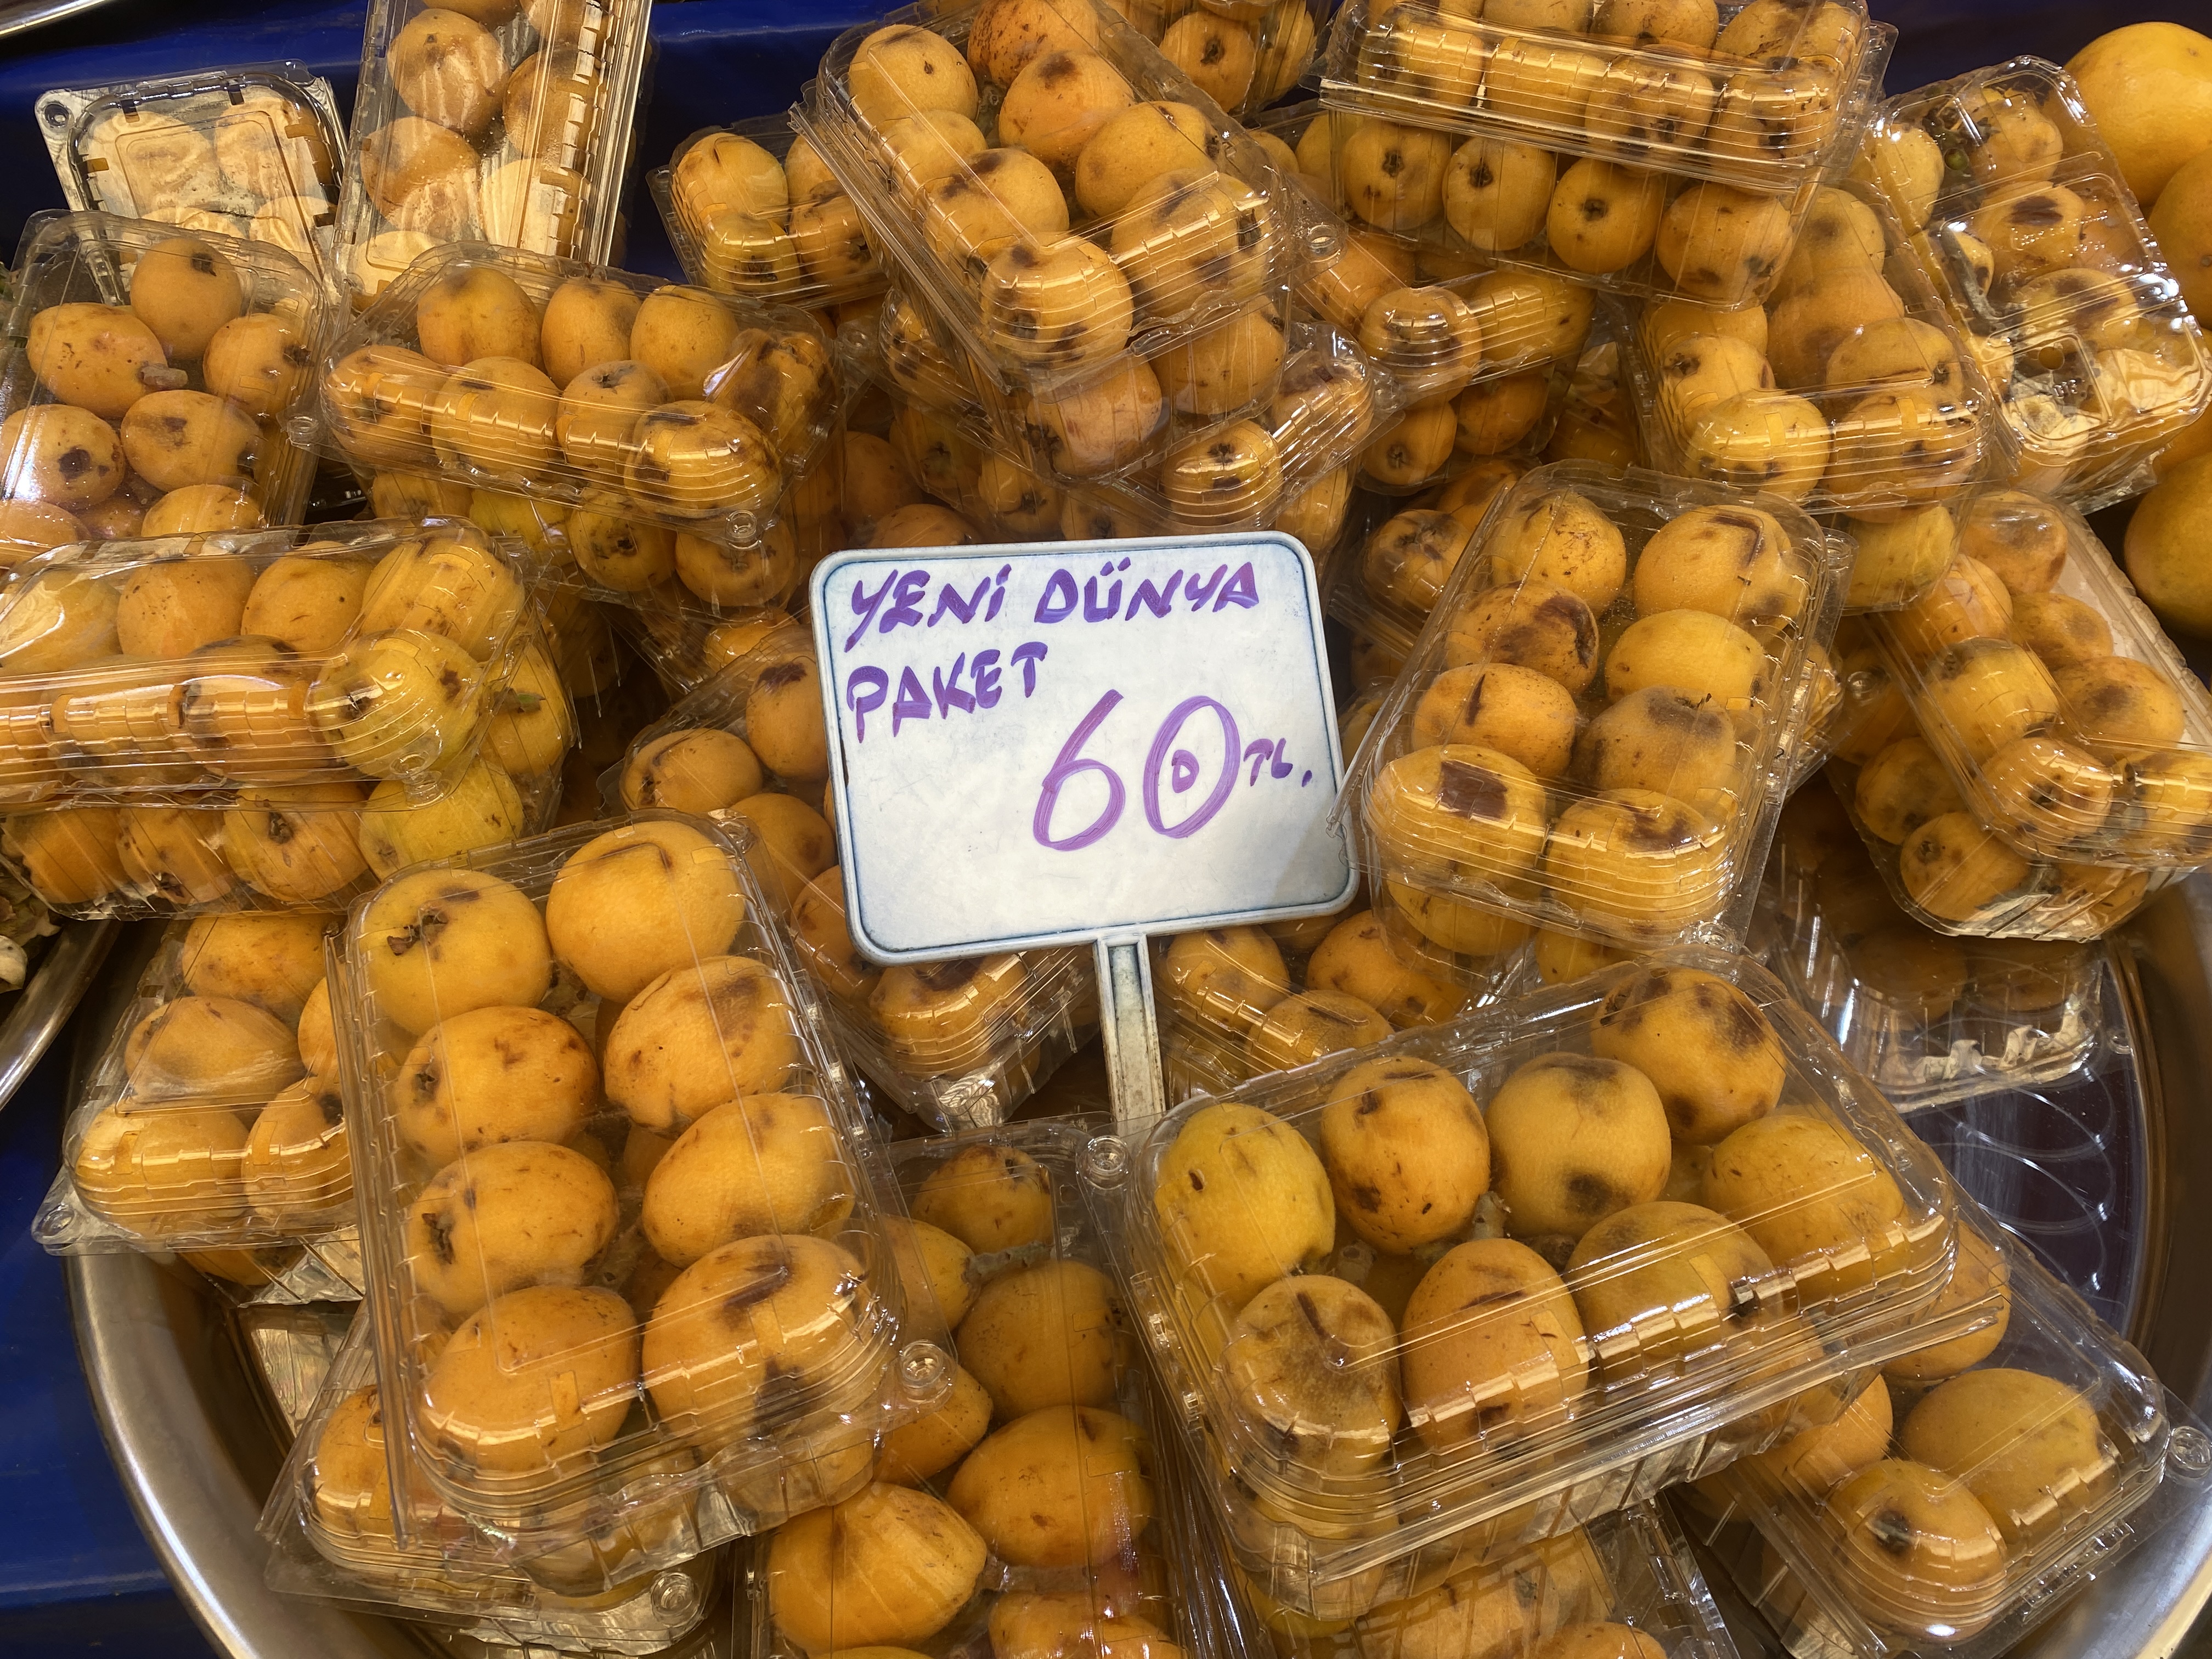 YENİ DÜNYA
PAKET
60 TL.